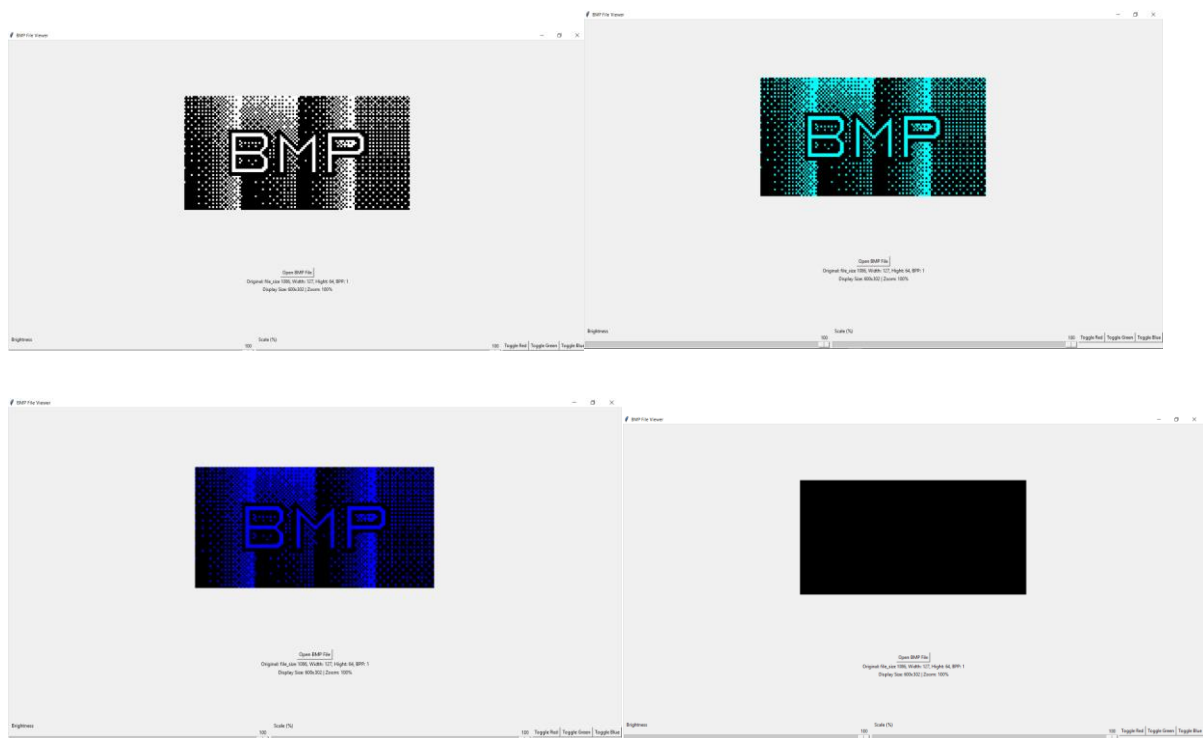 BMP File Viewer
BMP
Open BMP File
Original: file_size 1086, Width: 127, Hight: 64, BPP: 1
Display Size: 600x302 | Zoom: 100%
Brightness
100
Scale (%)
100
Toggle Red
Toggle Green
Toggle Blue
BMP File Viewer
BMP
Open BMP File
Original: file_size 1086, Width: 127, Hight: 64, BPP: 1
Display Size: 600x302 | Zoom: 100%
Brightness
100
Scale (%)
100
Toggle Red
Toggle Green
Toggle Blue
BMP File Viewer
BMP
Open BMP File
Original: file_size 1086, Width: 127, Hight: 64, BPP: 1
Display Size: 600x302 | Zoom: 100%
Brightness
100
Scale (%)
100
Toggle Red
Toggle Green
Toggle Blue
BMP File Viewer
Open BMP File
Original: file_size 1086, Width: 127, Hight: 64, BPP: 1
Display Size: 600x302 | Zoom: 100%
Brightness
100
Scale (%)
100
Toggle Red
Toggle Green
Toggle Blue